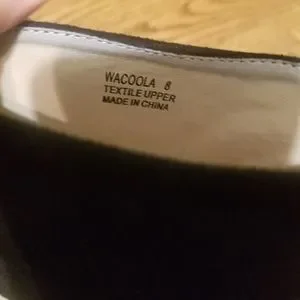 WACOOLA 8
TEXTILE UPPER
MADE IN CHINA